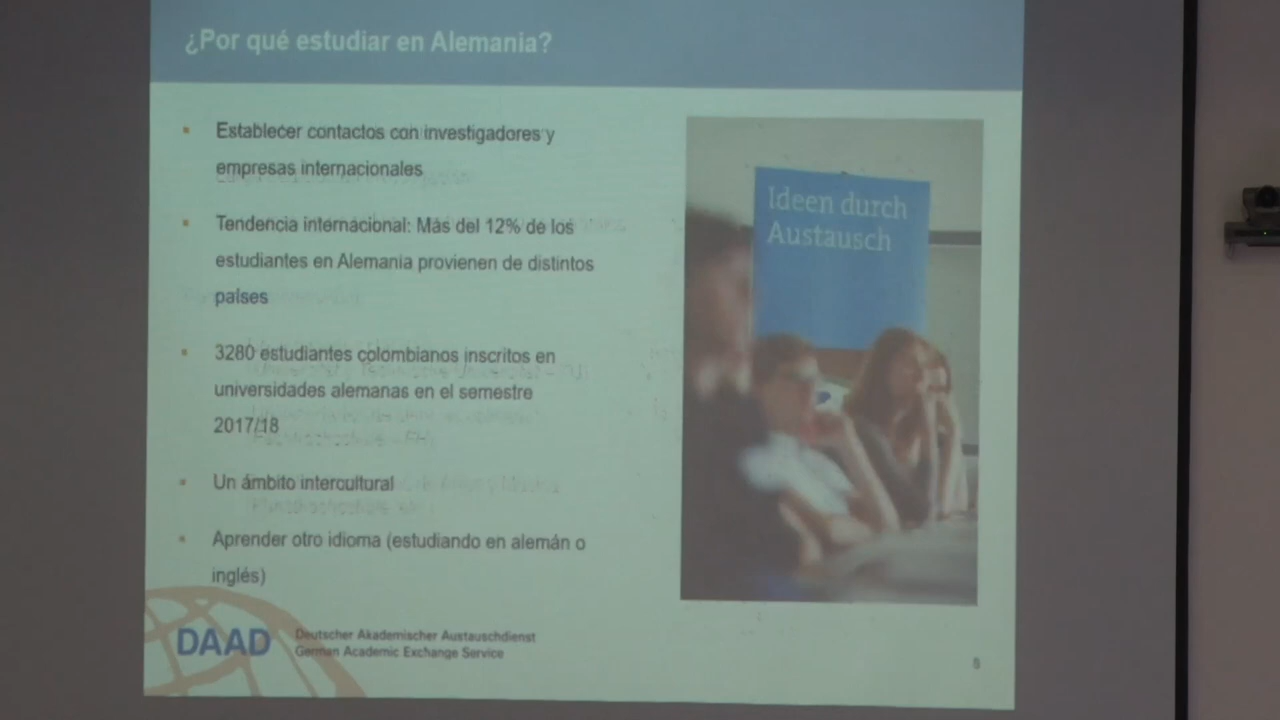 ¿Por qué estudiar en Alemania?
Establecer contactos con investigadores y
empresas internacionales
Tendencia internacional: Más del 12% de los
estudiantes en Alemania provienen de distintos
países
3280 estudiantes colombianos inscritos en
universidades alemanas en el semestre
2017/18
Un ámbito intercultural
Aprender otro idioma (estudiando en alemán o
inglés)
Ideen durch
Austausch
DAAD
Deutscher Akademischer Austauschdienst
German Academic Exchange Service